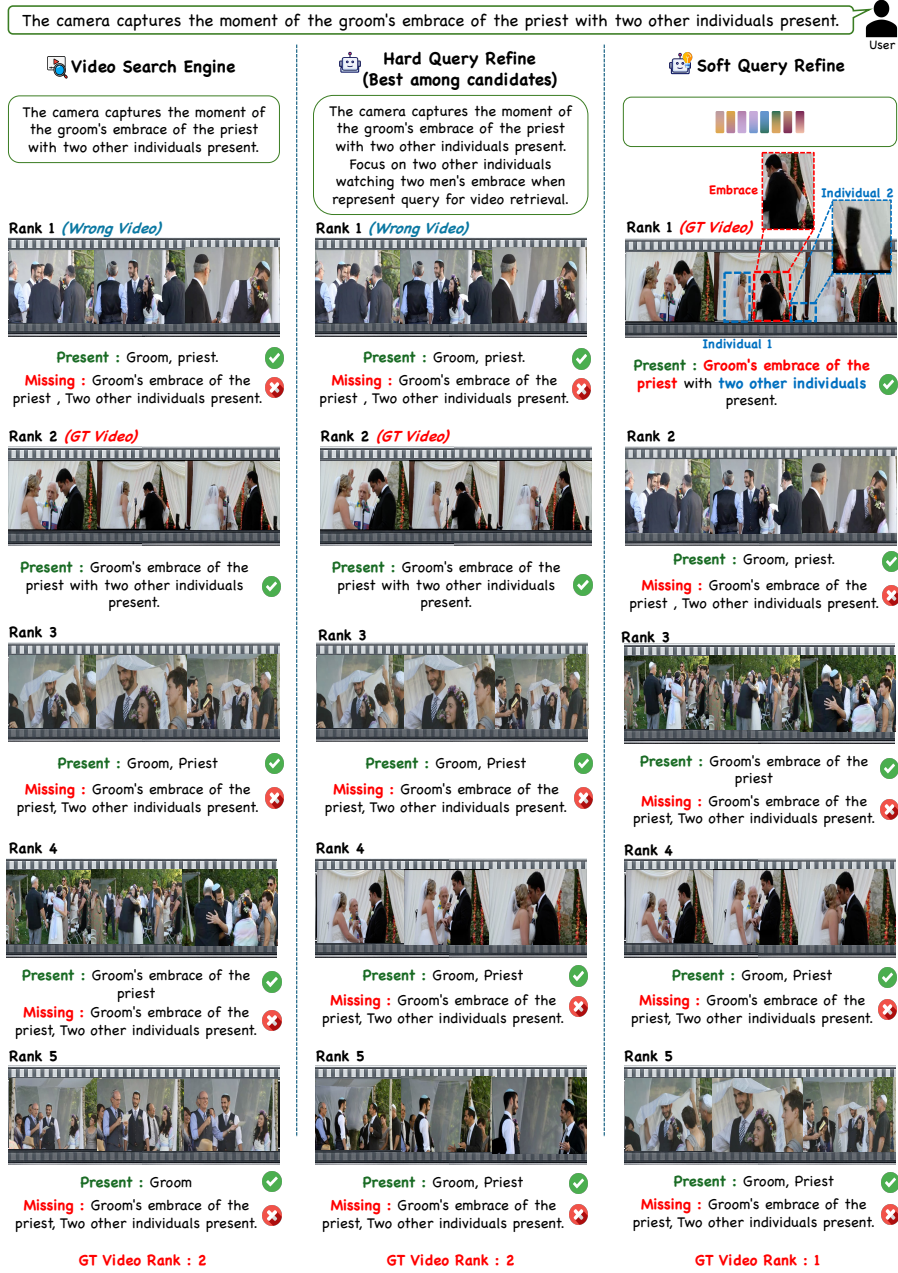 The camera captures the moment of the groom's embrace of the priest with two other individuals present.
User
Video Search Engine
The camera captures the moment of
the groom's embrace of the priest
with two other individuals present.
Rank 1 (Wrong Video)
Present : Groom, priest.
Missing : Groom's embrace of the
priest , Two other individuals present.
Rank 2 (GT Video)
Present : Groom's embrace of the
priest with two other individuals
present.
Rank 3
Present : Groom, Priest
Missing : Groom's embrace of the
priest, Two other individuals present.
Rank 4
Present : Groom's embrace of the
priest
Missing : Groom's embrace of the
priest, Two other individuals present.
Rank 5
Present : Groom
Missing : Groom's embrace of the
priest, Two other individuals present.
GT Video Rank : 2
Hard Query Refine
(Best among candidates)
The camera captures the moment of
the groom's embrace of the priest
with two other individuals present.
Focus on two other individuals
watching two men's embrace when
represent query for video retrieval.
Rank 1 (Wrong Video)
Present : Groom, priest.
Missing : Groom's embrace of the
priest , Two other individuals present.
Rank 2 (GT Video)
Present : Groom's embrace of the
priest with two other individuals
present.
Rank 3
Present : Groom, Priest
Missing : Groom's embrace of the
priest, Two other individuals present.
Rank 4
Present : Groom, Priest
Missing : Groom's embrace of the
priest, Two other individuals present.
Rank 5
Present : Groom, Priest
Missing : Groom's embrace of the
priest, Two other individuals present.
GT Video Rank : 2
Soft Query Refine
Embrace
Individual 2
Rank 1 (GT Video)
Individual 1
Present : Groom's embrace of the
priest with two other individuals
present.
Rank 2
Present : Groom, priest.
Missing : Groom's embrace of the
priest , Two other individuals present.
Rank 3
Present : Groom's embrace of the
priest
Missing : Groom's embrace of the
priest, Two other individuals present.
Rank 4
Present : Groom, Priest
Missing : Groom's embrace of the
priest, Two other individuals present.
Rank 5
Present : Groom, Priest
Missing : Groom's embrace of the
priest, Two other individuals present.
GT Video Rank : 1